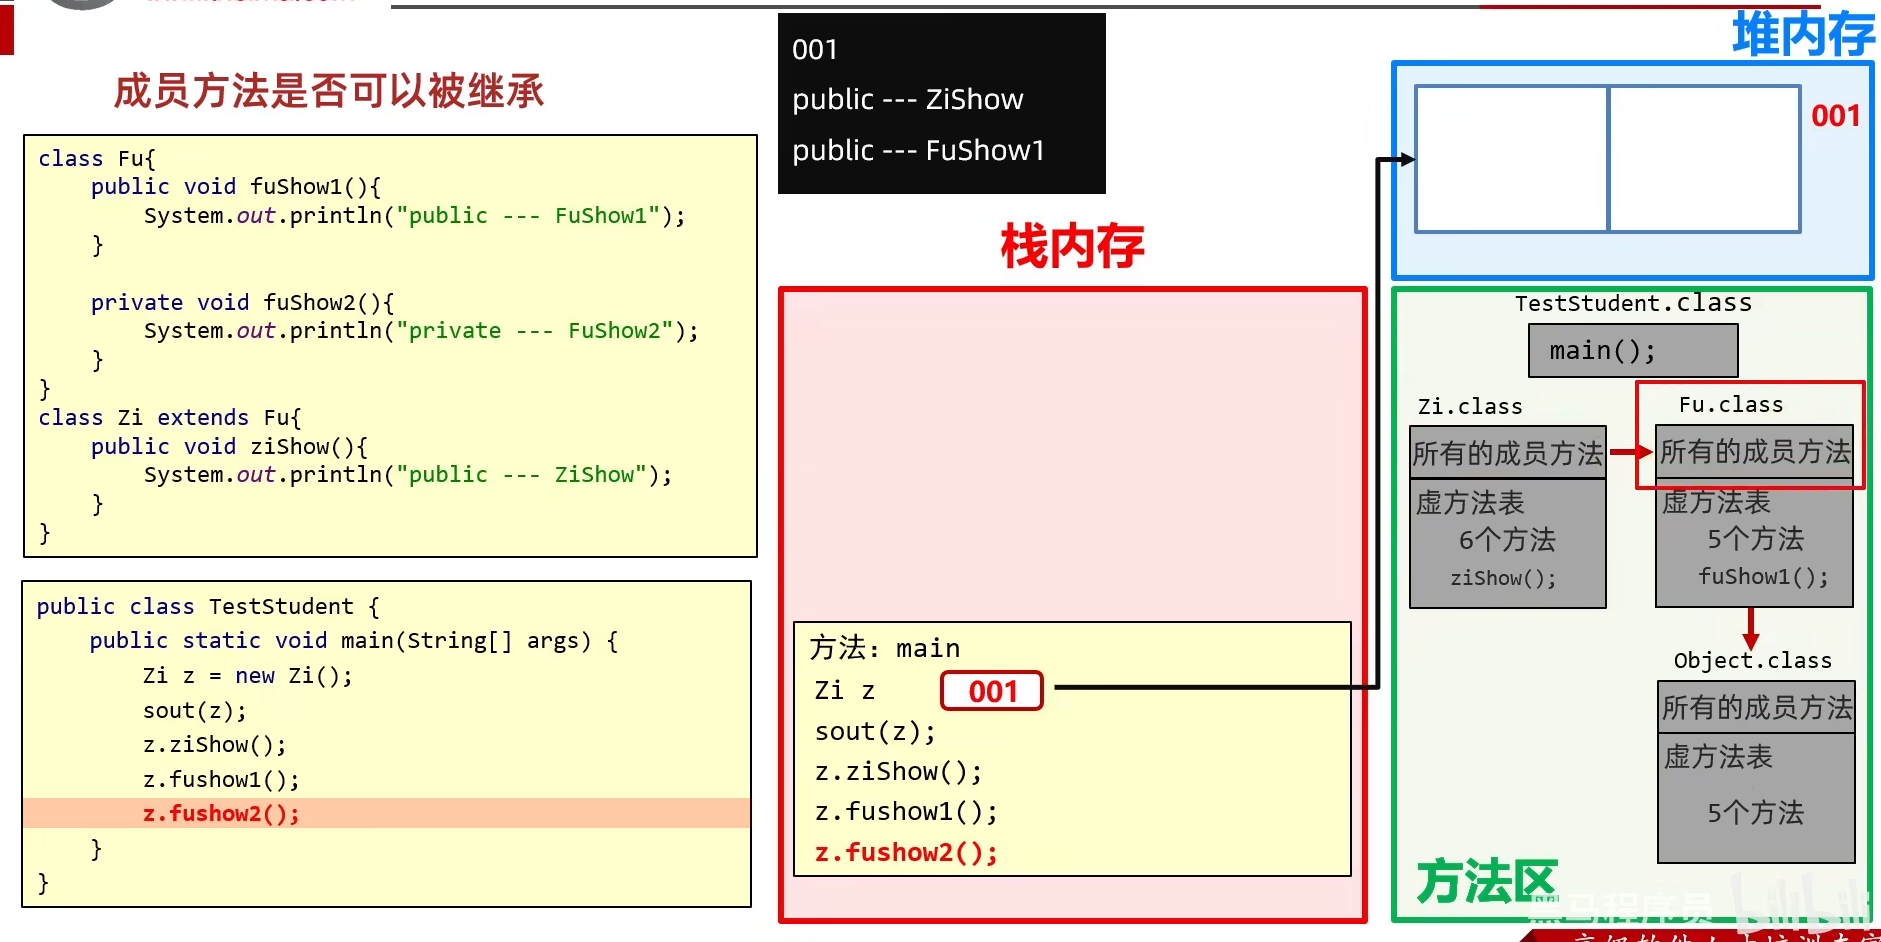 成员方法是否可以被继承
class Fu{
public void fuShow1(){
System.out.println("public --- FuShow1");
}
private void fuShow2(){
System.out.println("private --- FuShow2");
}
}
class Zi extends Fu{
public void ziShow(){
System.out.println("public --- ZiShow");
}
}
public class TestStudent {
public static void main(String[] args) {
Zi z = new Zi();
sout(z);
z.ziShow();
z.fushow1();
z.fushow2();
}
}
001
public --- ZiShow
public --- FuShow1
栈内存
方法：main
Zi z 001
sout(z);
z.ziShow();
z.fushow1();
z.fushow2();
堆内存
001
TestStudent.class
main();
Zi.class
所有的成员方法
虚方法表
6个方法
ziShow();
Fu.class
所有的成员方法
虚方法表
5个方法
fuShow1();
Object.class
所有的成员方法
虚方法表
5个方法
方法区
黑马程序员
bilibili